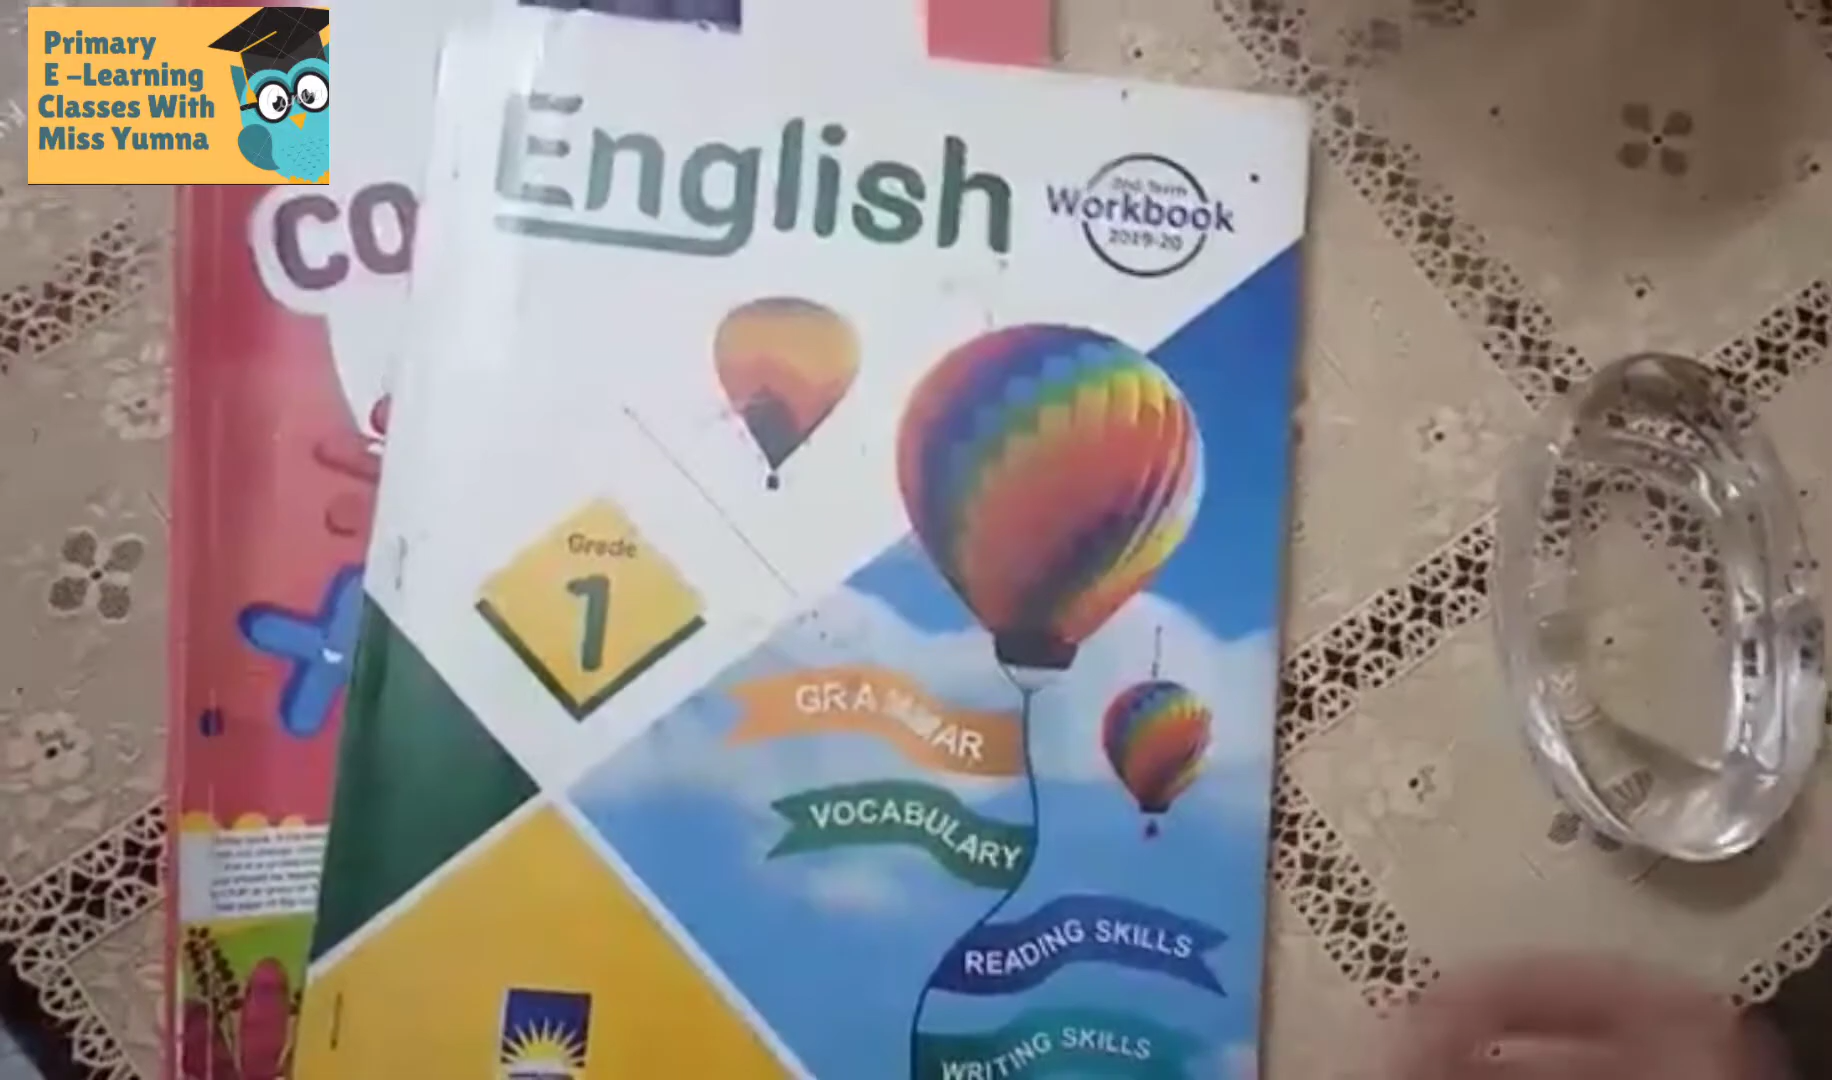 Primary
E -Learning
Classes With
Miss Yumna
CO
English
2nd Term
Workbook
2019-20
Grade
1
GRAMMAR
VOCABULARY
READING SKILLS
WRITING SKILLS